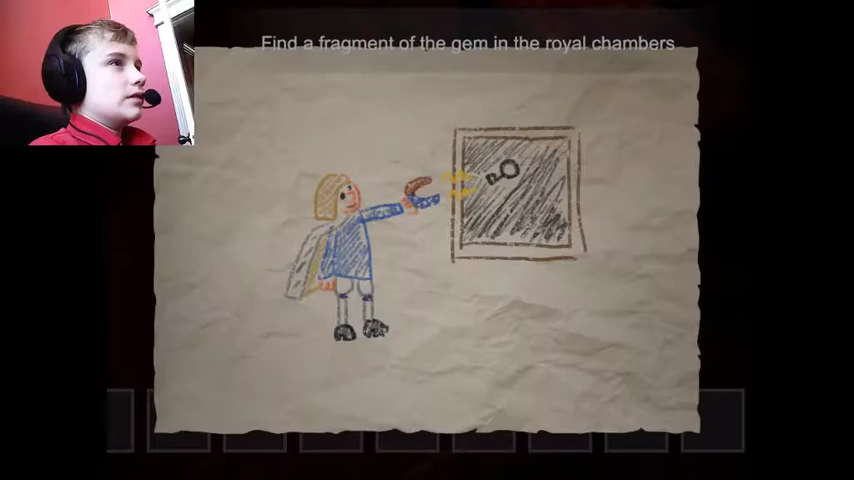 Find a fragment of the gem in the royal chambers